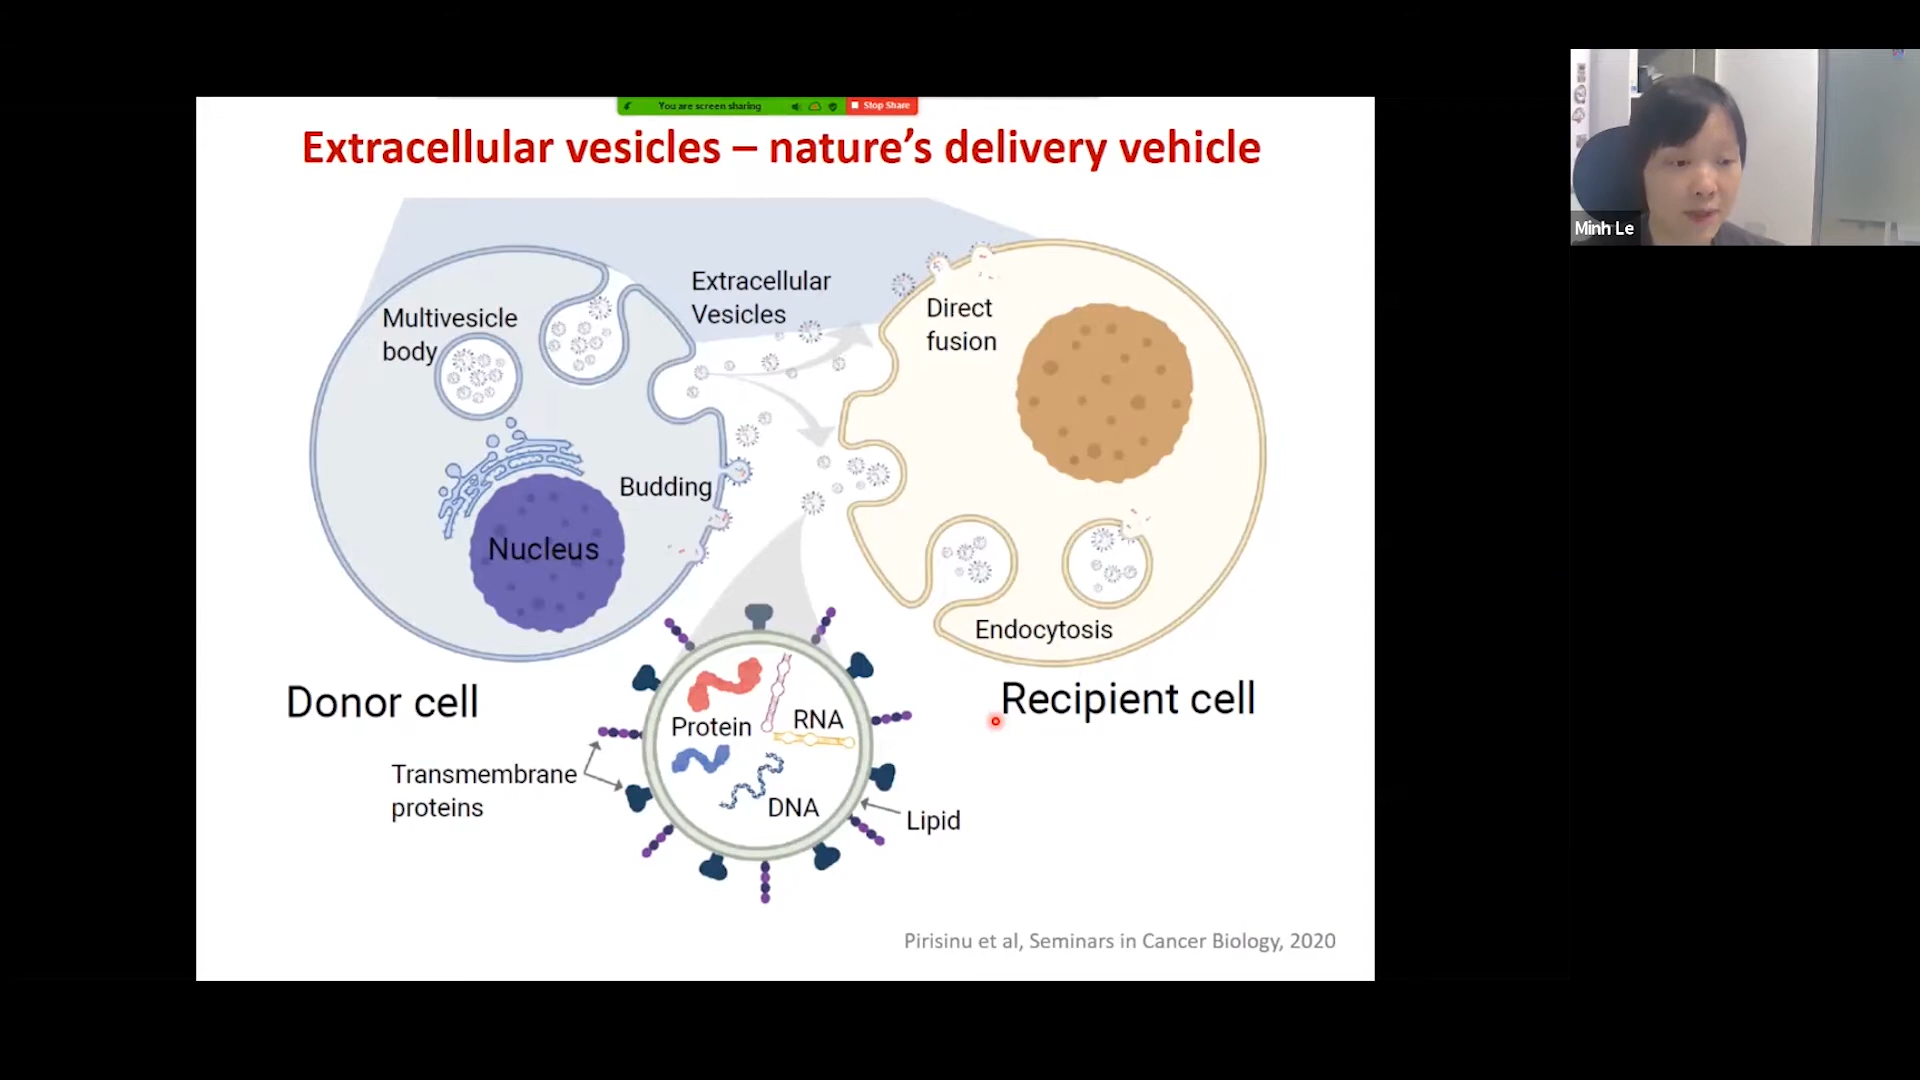 You are screen sharing
Stop Share
Extracellular vesicles – nature's delivery vehicle
Minh Le
Extracellular
Vesicles
Multivesicle
body
Direct
fusion
Budding
Nucleus
Endocytosis
Donor cell
Recipient cell
Protein
RNA
DNA
Transmembrane
proteins
Lipid
Pirisinu et al, Seminars in Cancer Biology, 2020